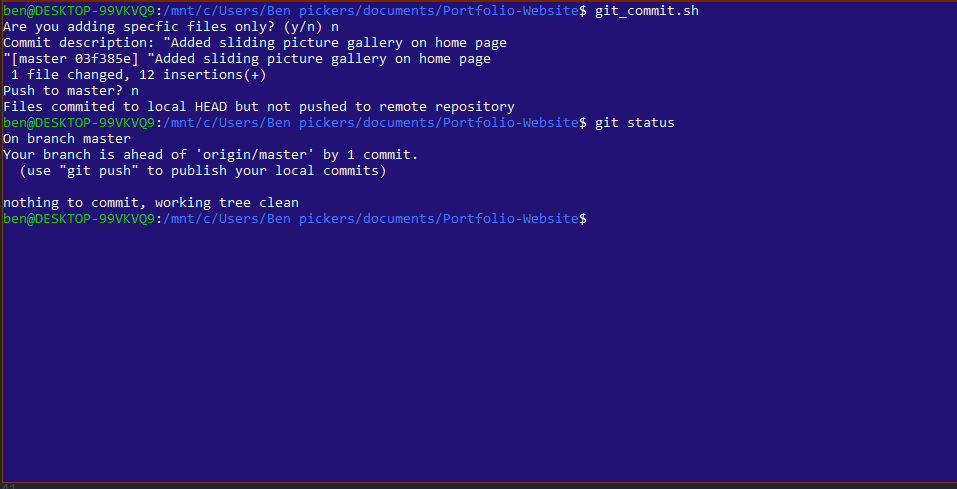 ben@DESKTOP-99VKVQ9:/mnt/c/Users/Ben pickers/documents/Portfolio-Website$ git_commit.sh
Are you adding specfic files only? (y/n) n
Commit description: "Added sliding picture gallery on home page
"[master 03f385e] "Added sliding picture gallery on home page
 1 file changed, 12 insertions(+)
Push to master? n
Files commited to local HEAD but not pushed to remote repository
ben@DESKTOP-99VKVQ9:/mnt/c/Users/Ben pickers/documents/Portfolio-Website$ git status
On branch master
Your branch is ahead of 'origin/master' by 1 commit.
  (use "git push" to publish your local commits)

nothing to commit, working tree clean
ben@DESKTOP-99VKVQ9:/mnt/c/Users/Ben pickers/documents/Portfolio-Website$